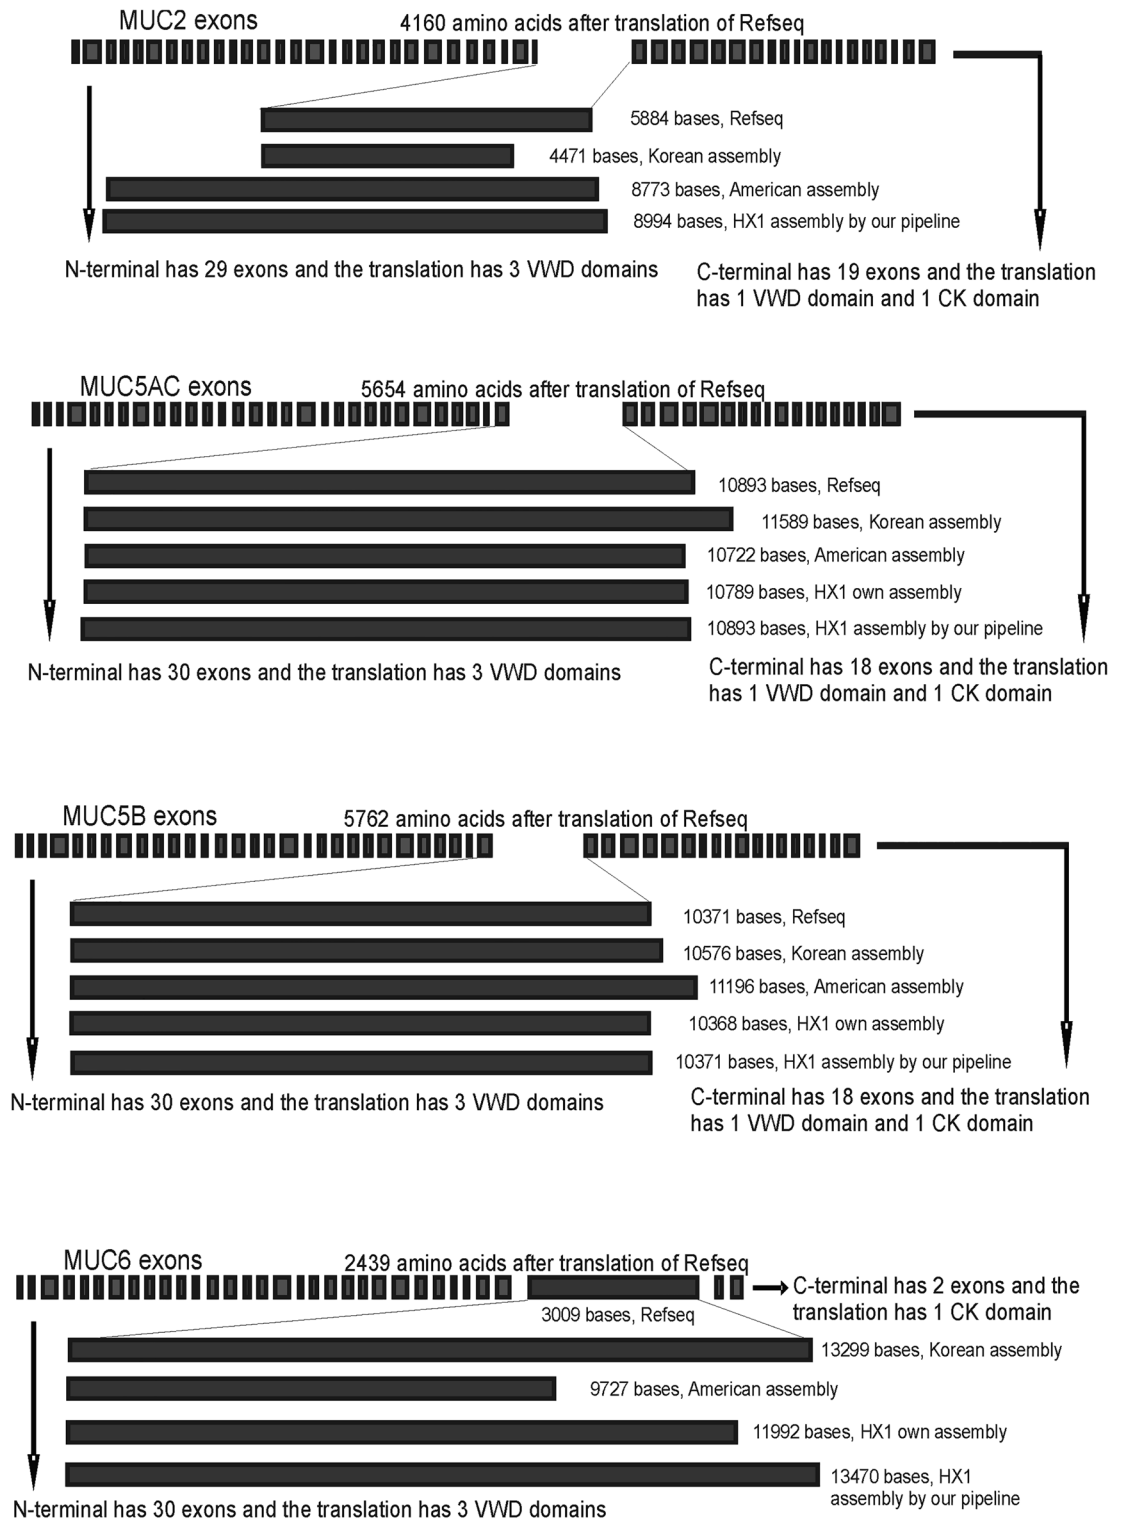 MUC2 exons
4160 amino acids after translation of Refseq
5884 bases, Refseq
4471 bases, Korean assembly
8773 bases, American assembly
8994 bases, HX1 assembly by our pipeline
N-terminal has 29 exons and the translation has 3 VWD domains
C-terminal has 19 exons and the translation
has 1 VWD domain and 1 CK domain
MUC5AC exons
5654 amino acids after translation of Refseq
10893 bases, Refseq
11589 bases, Korean assembly
10722 bases, American assembly
10789 bases, HX1 own assembly
10893 bases, HX1 assembly by our pipeline
N-terminal has 30 exons and the translation has 3 VWD domains
C-terminal has 18 exons and the translation
has 1 VWD domain and 1 CK domain
MUC5B exons
5762 amino acids after translation of Refseq
10371 bases, Refseq
10576 bases, Korean assembly
11196 bases, American assembly
10368 bases, HX1 own assembly
10371 bases, HX1 assembly by our pipeline
N-terminal has 30 exons and the translation has 3 VWD domains
C-terminal has 18 exons and the translation
has 1 VWD domain and 1 CK domain
MUC6 exons
2439 amino acids after translation of Refseq
C-terminal has 2 exons and the
translation has 1 CK domain
3009 bases, Refseq
13299 bases, Korean assembly
9727 bases, American assembly
11992 bases, HX1 own assembly
13470 bases, HX1
assembly by our pipeline
N-terminal has 30 exons and the translation has 3 VWD domains